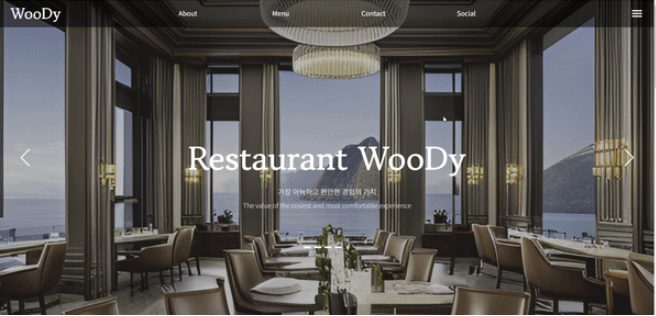 WooDy
About
Menu
Contact
Social
Restaurant WooDy
가장 아늑하고 편안한 경험의 가치
The value of the cosiest and most comfortable experience